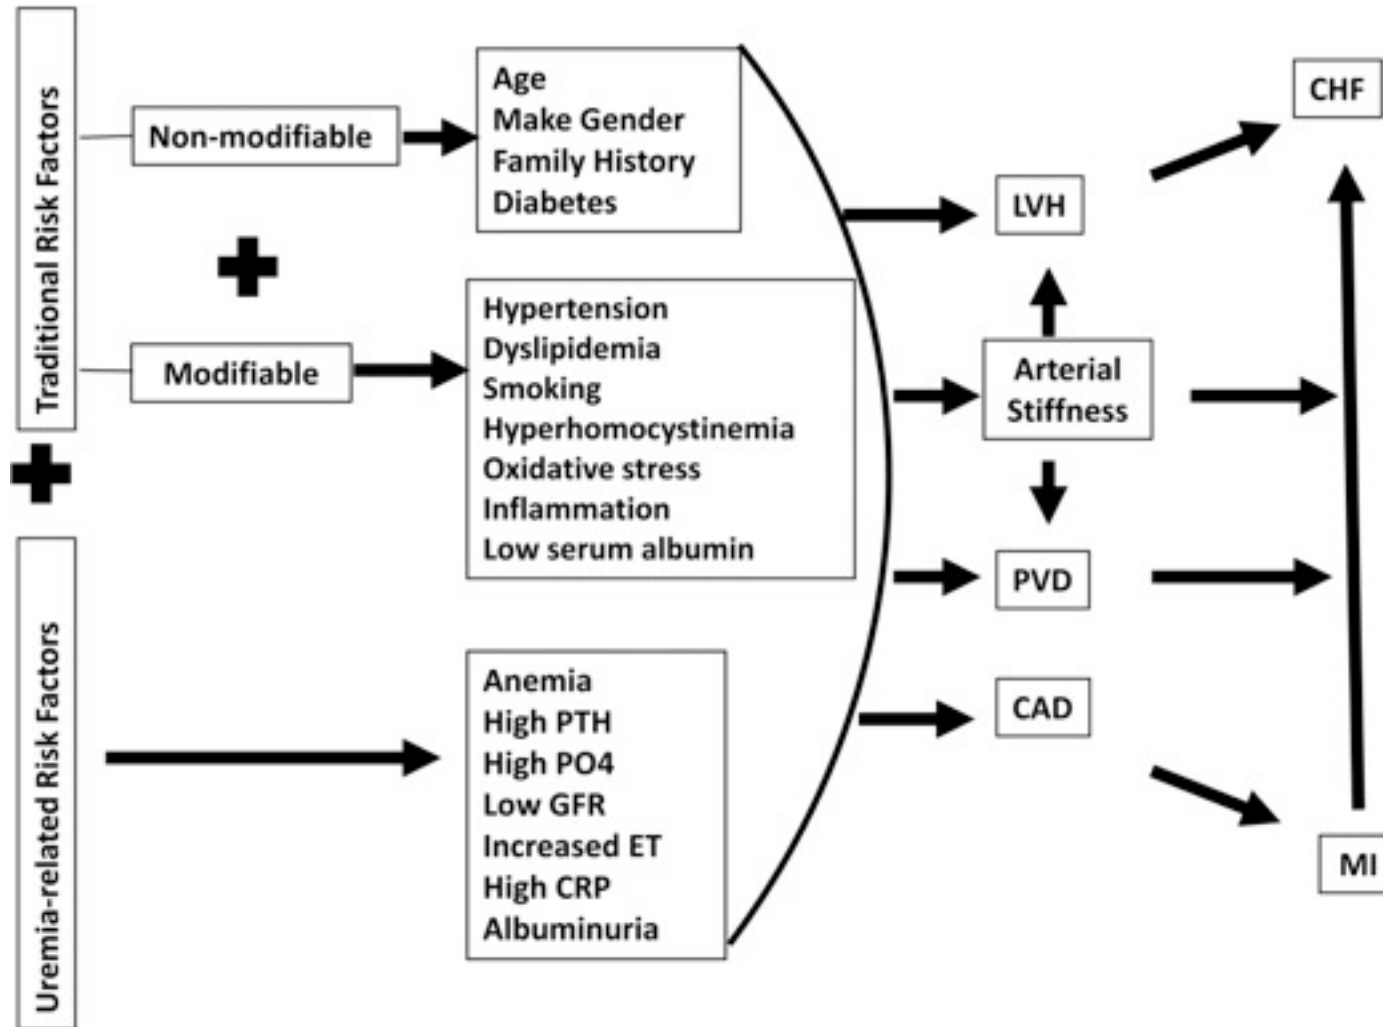 Traditional Risk Factors
Non-modifiable
Age
Make Gender
Family History
Diabetes
Modifiable
Hypertension
Dyslipidemia
Smoking
Hyperhomocystinemia
Oxidative stress
Inflammation
Low serum albumin
Uremia-related Risk Factors
Anemia
High PTH
High PO4
Low GFR
Increased ET
High CRP
Albuminuria
LVH
Arterial
Stiffness
PVD
CAD
CHF
MI